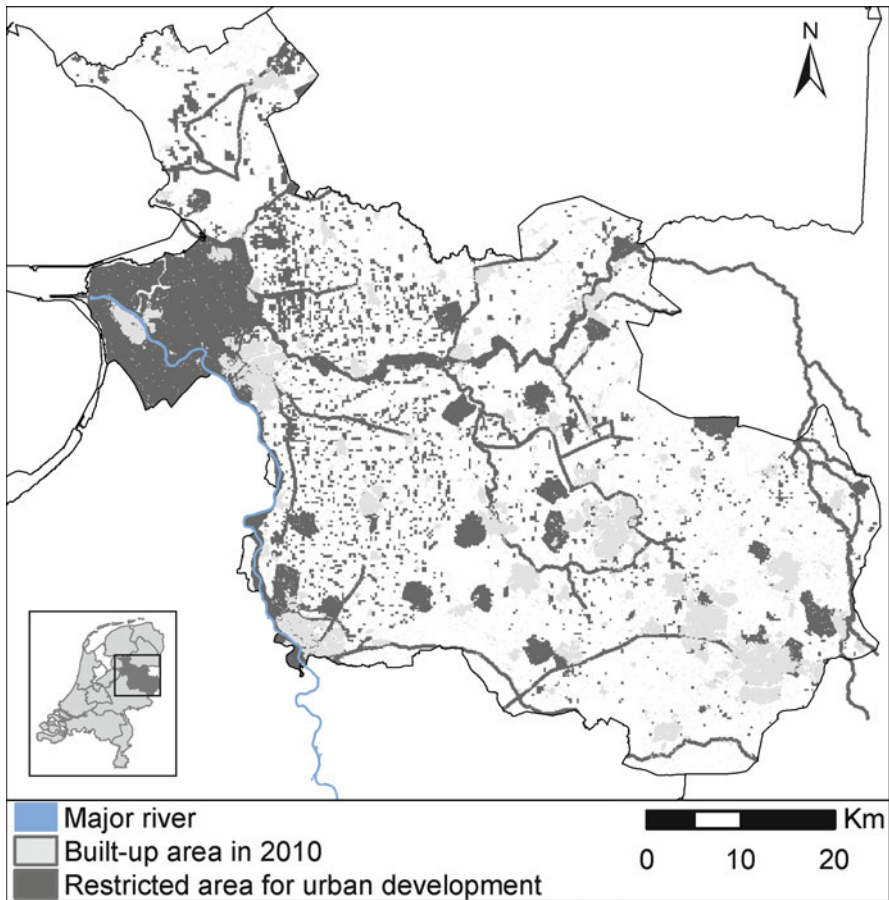 N
Major river
Built-up area in 2010
Restricted area for urban development
Km
0 10 20